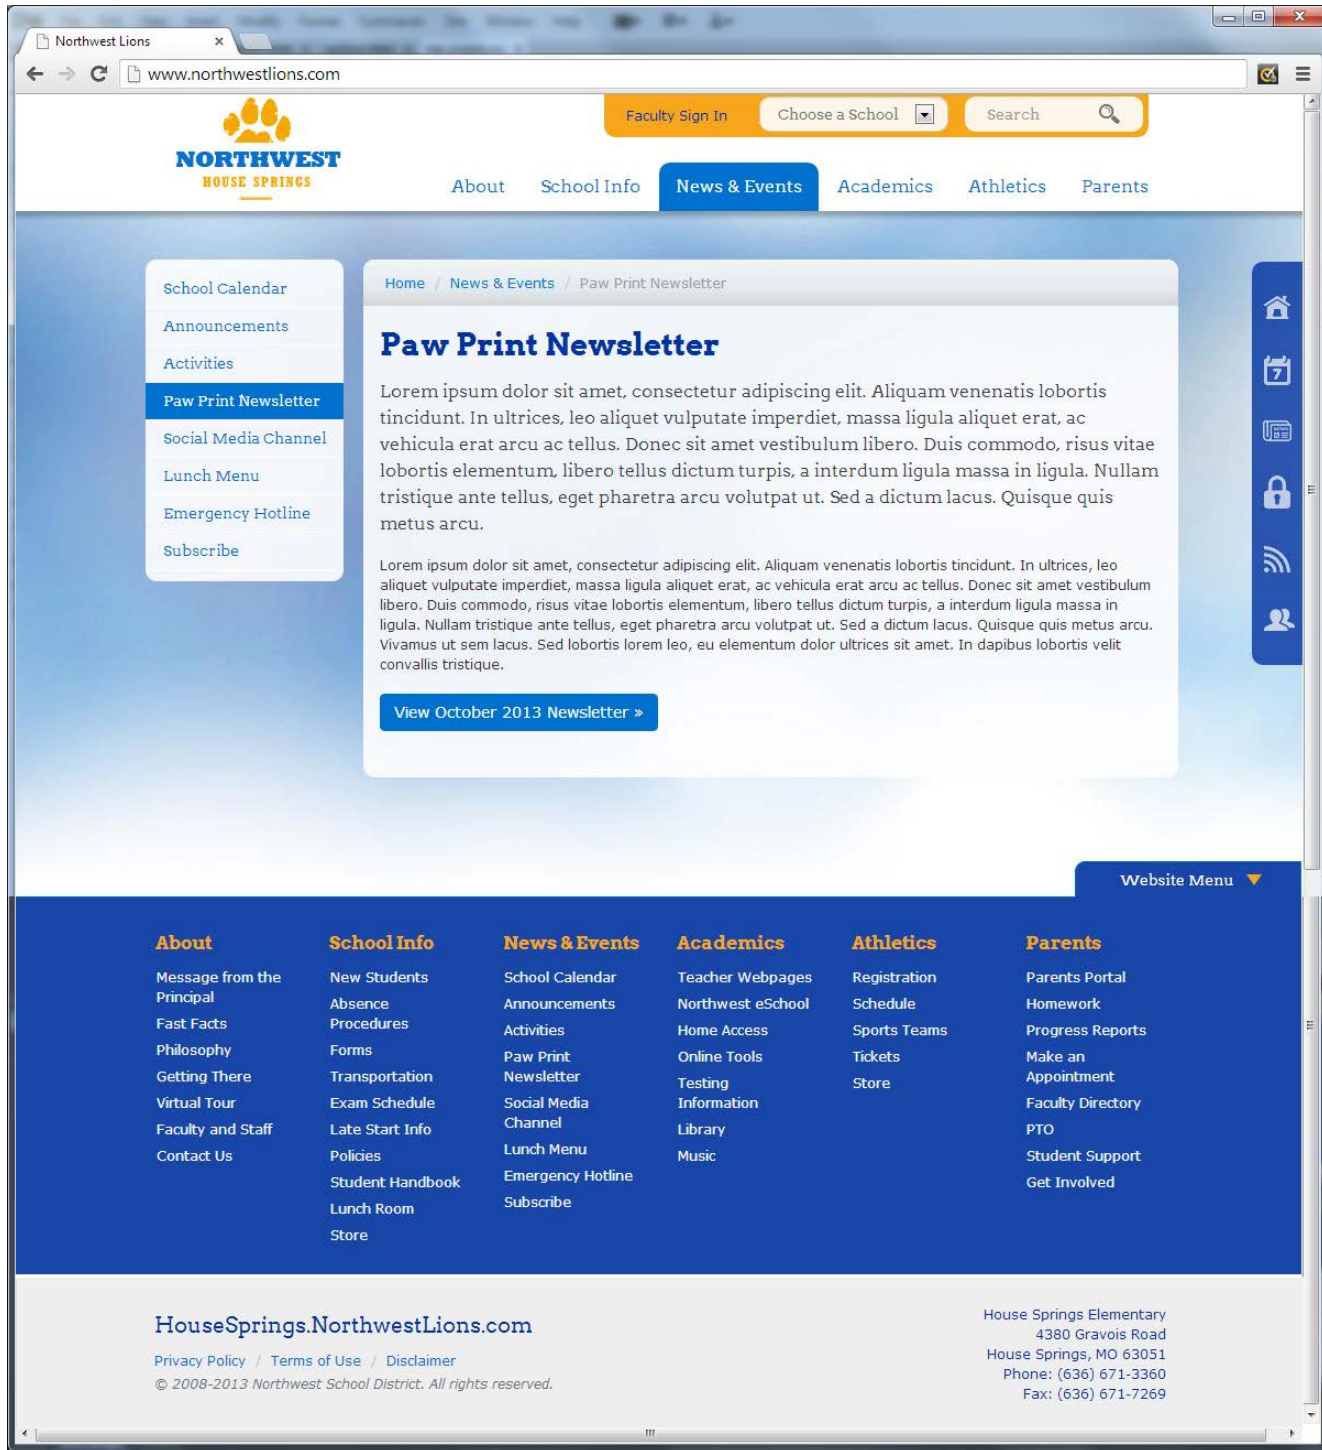 Northwest Lions
www.northwestlions.com
NORTHWEST
HOUSE SPRINGS
Faculty Sign In
Choose a School
Search
About
School Info
News & Events
Academics
Athletics
Parents
School Calendar
Announcements
Activities
Paw Print Newsletter
Social Media Channel
Lunch Menu
Emergency Hotline
Subscribe
Home / News & Events / Paw Print Newsletter
Paw Print Newsletter
Lorem ipsum dolor sit amet, consectetur adipiscing elit. Aliquam venenatis lobortis
tincidunt. In ultrices, leo aliquet vulputate imperdiet, massa ligula aliquet erat, ac
vehicula erat arcu ac tellus. Donec sit amet vestibulum libero. Duis commodo, risus vitae
lobortis elementum, libero tellus dictum turpis, a interdum ligula massa in ligula. Nullam
tristique ante tellus, eget pharetra arcu volutpat ut. Sed a dictum lacus. Quisque quis
metus arcu.
Lorem ipsum dolor sit amet, consectetur adipiscing elit. Aliquam venenatis lobortis tincidunt. In ultrices, leo
aliquet vulputate imperdiet, massa ligula aliquet erat, ac vehicula erat arcu ac tellus. Donec sit amet vestibulum
libero. Duis commodo, risus vitae lobortis elementum, libero tellus dictum turpis, a interdum ligula massa in
ligula. Nullam tristique ante tellus, eget pharetra arcu volutpat ut. Sed a dictum lacus. Quisque quis metus arcu.
Vivamus ut sem lacus. Sed lobortis lorem leo, eu elementum dolor ultrices sit amet. In dapibus lobortis velit
convallis tristique.
View October 2013 Newsletter »
7
Website Menu
About
Message from the
Principal
Fast Facts
Philosophy
Getting There
Virtual Tour
Faculty and Staff
Contact Us
School Info
New Students
Absence
Procedures
Forms
Transportation
Exam Schedule
Late Start Info
Policies
Student Handbook
Lunch Room
Store
News & Events
School Calendar
Announcements
Activities
Paw Print
Newsletter
Social Media
Channel
Lunch Menu
Emergency Hotline
Subscribe
Academics
Teacher Webpages
Northwest eSchool
Home Access
Online Tools
Testing
Information
Library
Music
Athletics
Registration
Schedule
Sports Teams
Tickets
Store
Parents
Parents Portal
Homework
Progress Reports
Make an
Appointment
Faculty Directory
PTO
Student Support
Get Involved
HouseSprings.NorthwestLions.com
Privacy Policy / Terms of Use / Disclaimer
© 2008-2013 Northwest School District. All rights reserved.
House Springs Elementary
4380 Gravois Road
House Springs, MO 63051
Phone: (636) 671-3360
Fax: (636) 671-7269